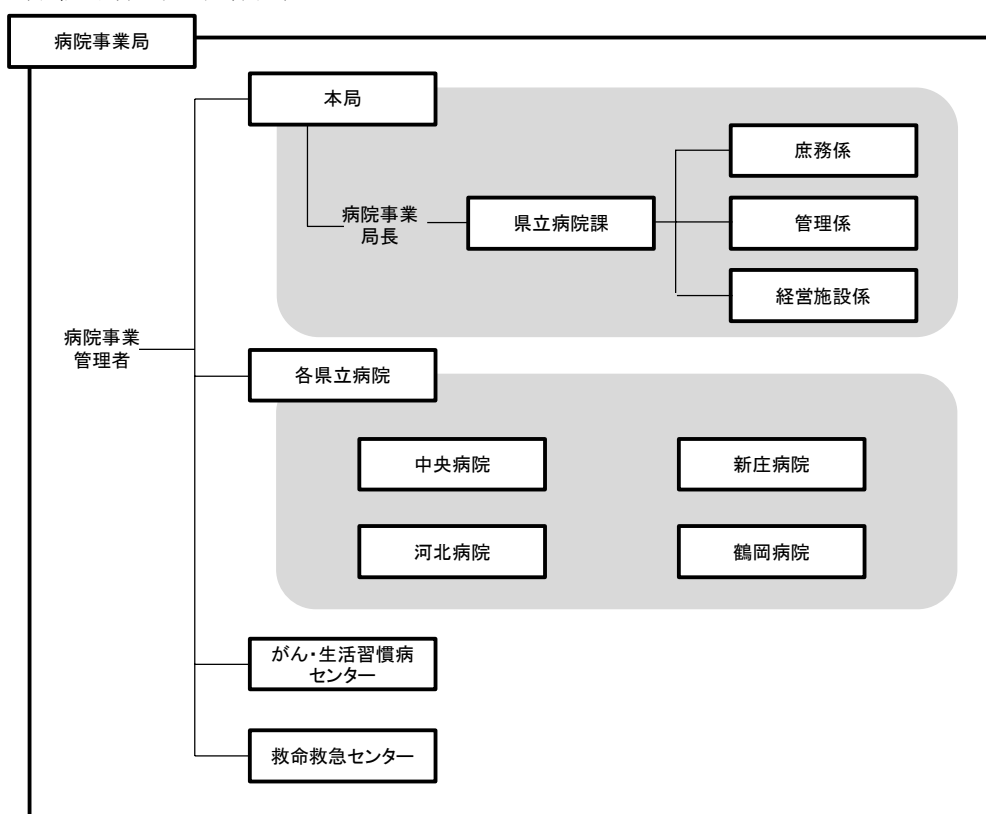 病院事業局
本局
庶務係
病院事業
局長
県立病院課
管理係
経営施設係
病院事業
管理者
各県立病院
中央病院
新庄病院
河北病院
鶴岡病院
がん・生活習慣病
センター
救命救急センター